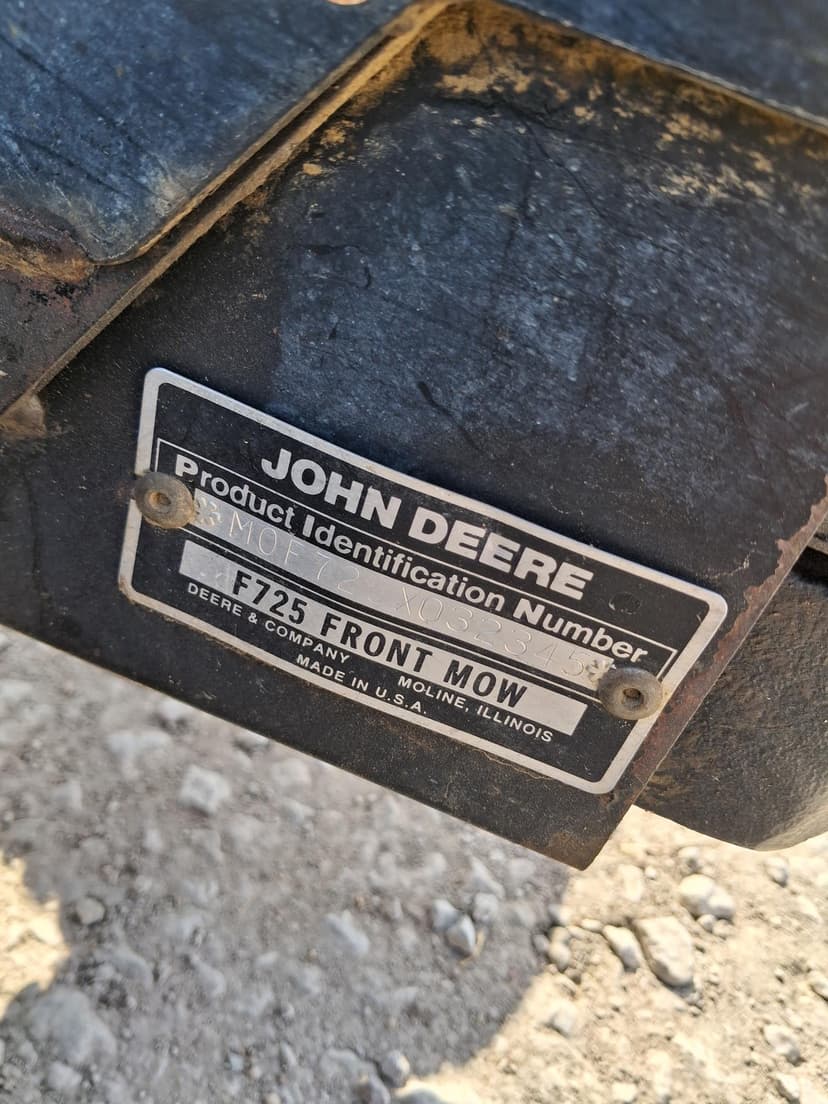 JOHN DEERE
Product Identification Number
F725 FRONT MOW
DEERE & COMPANY MOLINE, ILLINOIS
MADE IN U.S.A.